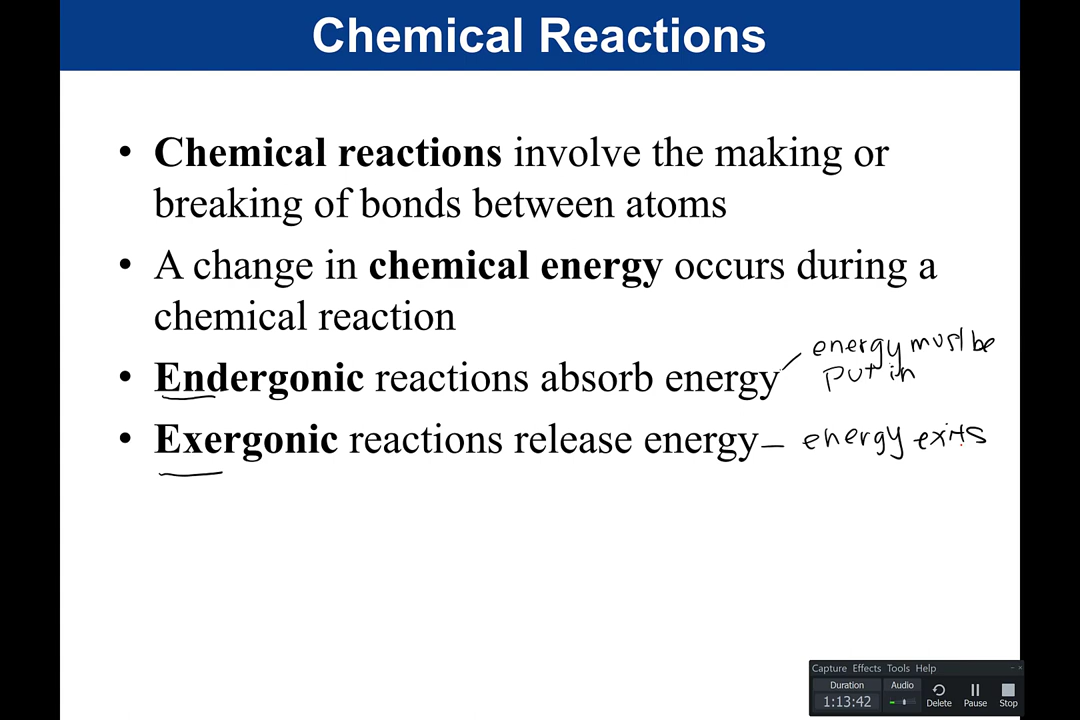 Chemical Reactions
• Chemical reactions involve the making or
breaking of bonds between atoms
• A change in chemical energy occurs during a
chemical reaction
energy must be
put in
• Endergonic reactions absorb energy
• Exergonic reactions release energy – energy exits
Capture Effects Tools Help
Duration
Audio
1:13:42
Delete
Pause
Stop